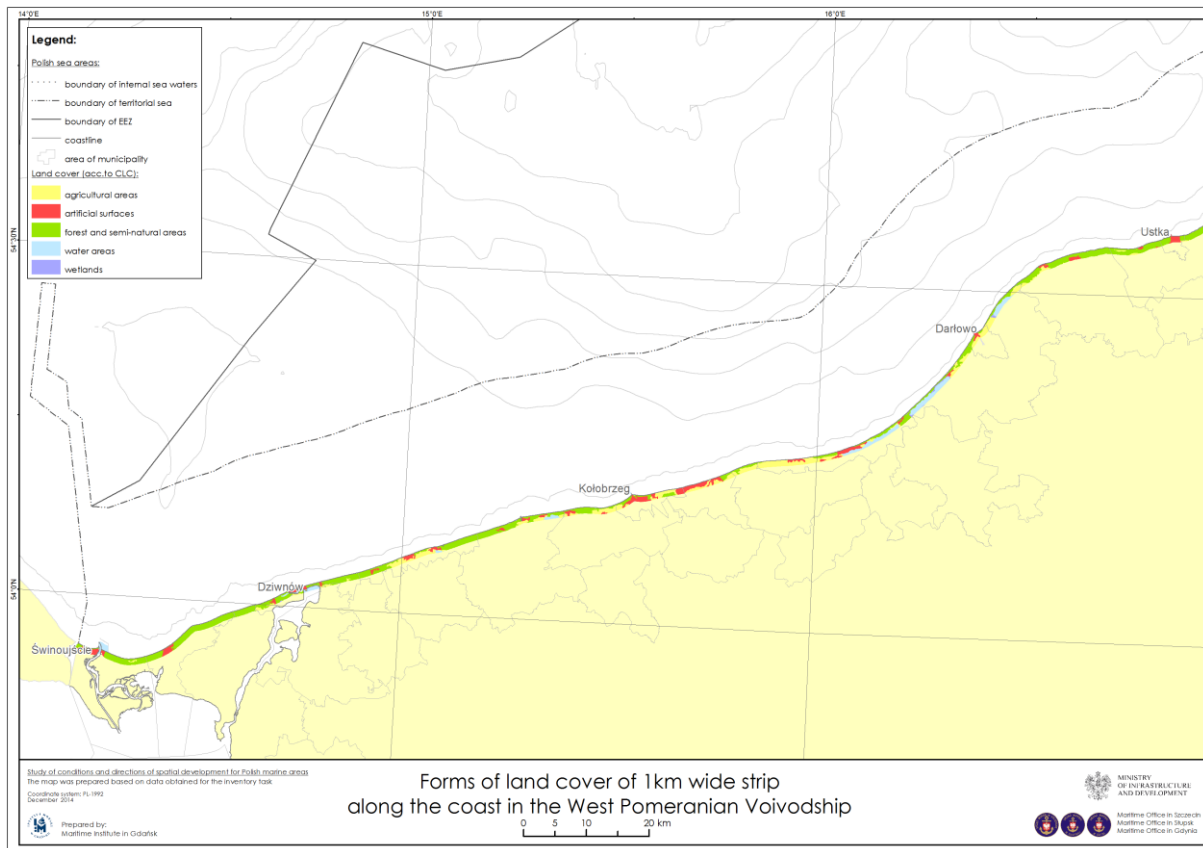 14°0'E
15°0'E
16°0'E
Legend:
Polish sea areas:
boundary of internal sea waters
boundary of territorial sea
boundary of EEZ
coastline
area of municipality
Land cover (acc.to CLC):
agricultural areas
artificial surfaces
forest and semi-natural areas
water areas
wetlands
54°30'N
Ustka
Darłowo
Kołobrzeg
54°0'N
Dziwnów
Świnoujście
Study of conditions and directions of spatial development for Polish marine areas
The map was prepared based on data obtained for the inventory task
Coordinate system: PL-1992
December 2014
Prepared by:
Maritime Institute in Gdańsk
Forms of land cover of 1km wide strip
along the coast in the West Pomeranian Voivodship
0 5 10 20 km
MINISTRY
OF INFRASTRUCTURE
AND DEVELOPMENT
Maritime Office in Szczecin
Maritime Office in Słupsk
Maritime Office in Gdynia